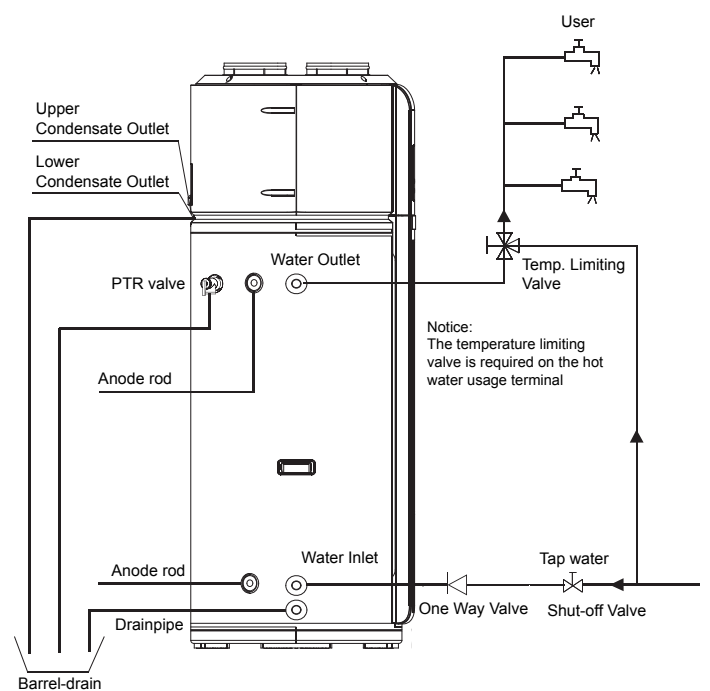 User
Upper
Condensate Outlet
Lower
Condensate Outlet
Water Outlet
PTR valve
Temp. Limiting
Valve
Notice:
The temperature limiting
valve is required on the hot
water usage terminal
Anode rod
Anode rod
Water Inlet
Tap water
One Way Valve
Shut-off Valve
Drainpipe
Barrel-drain